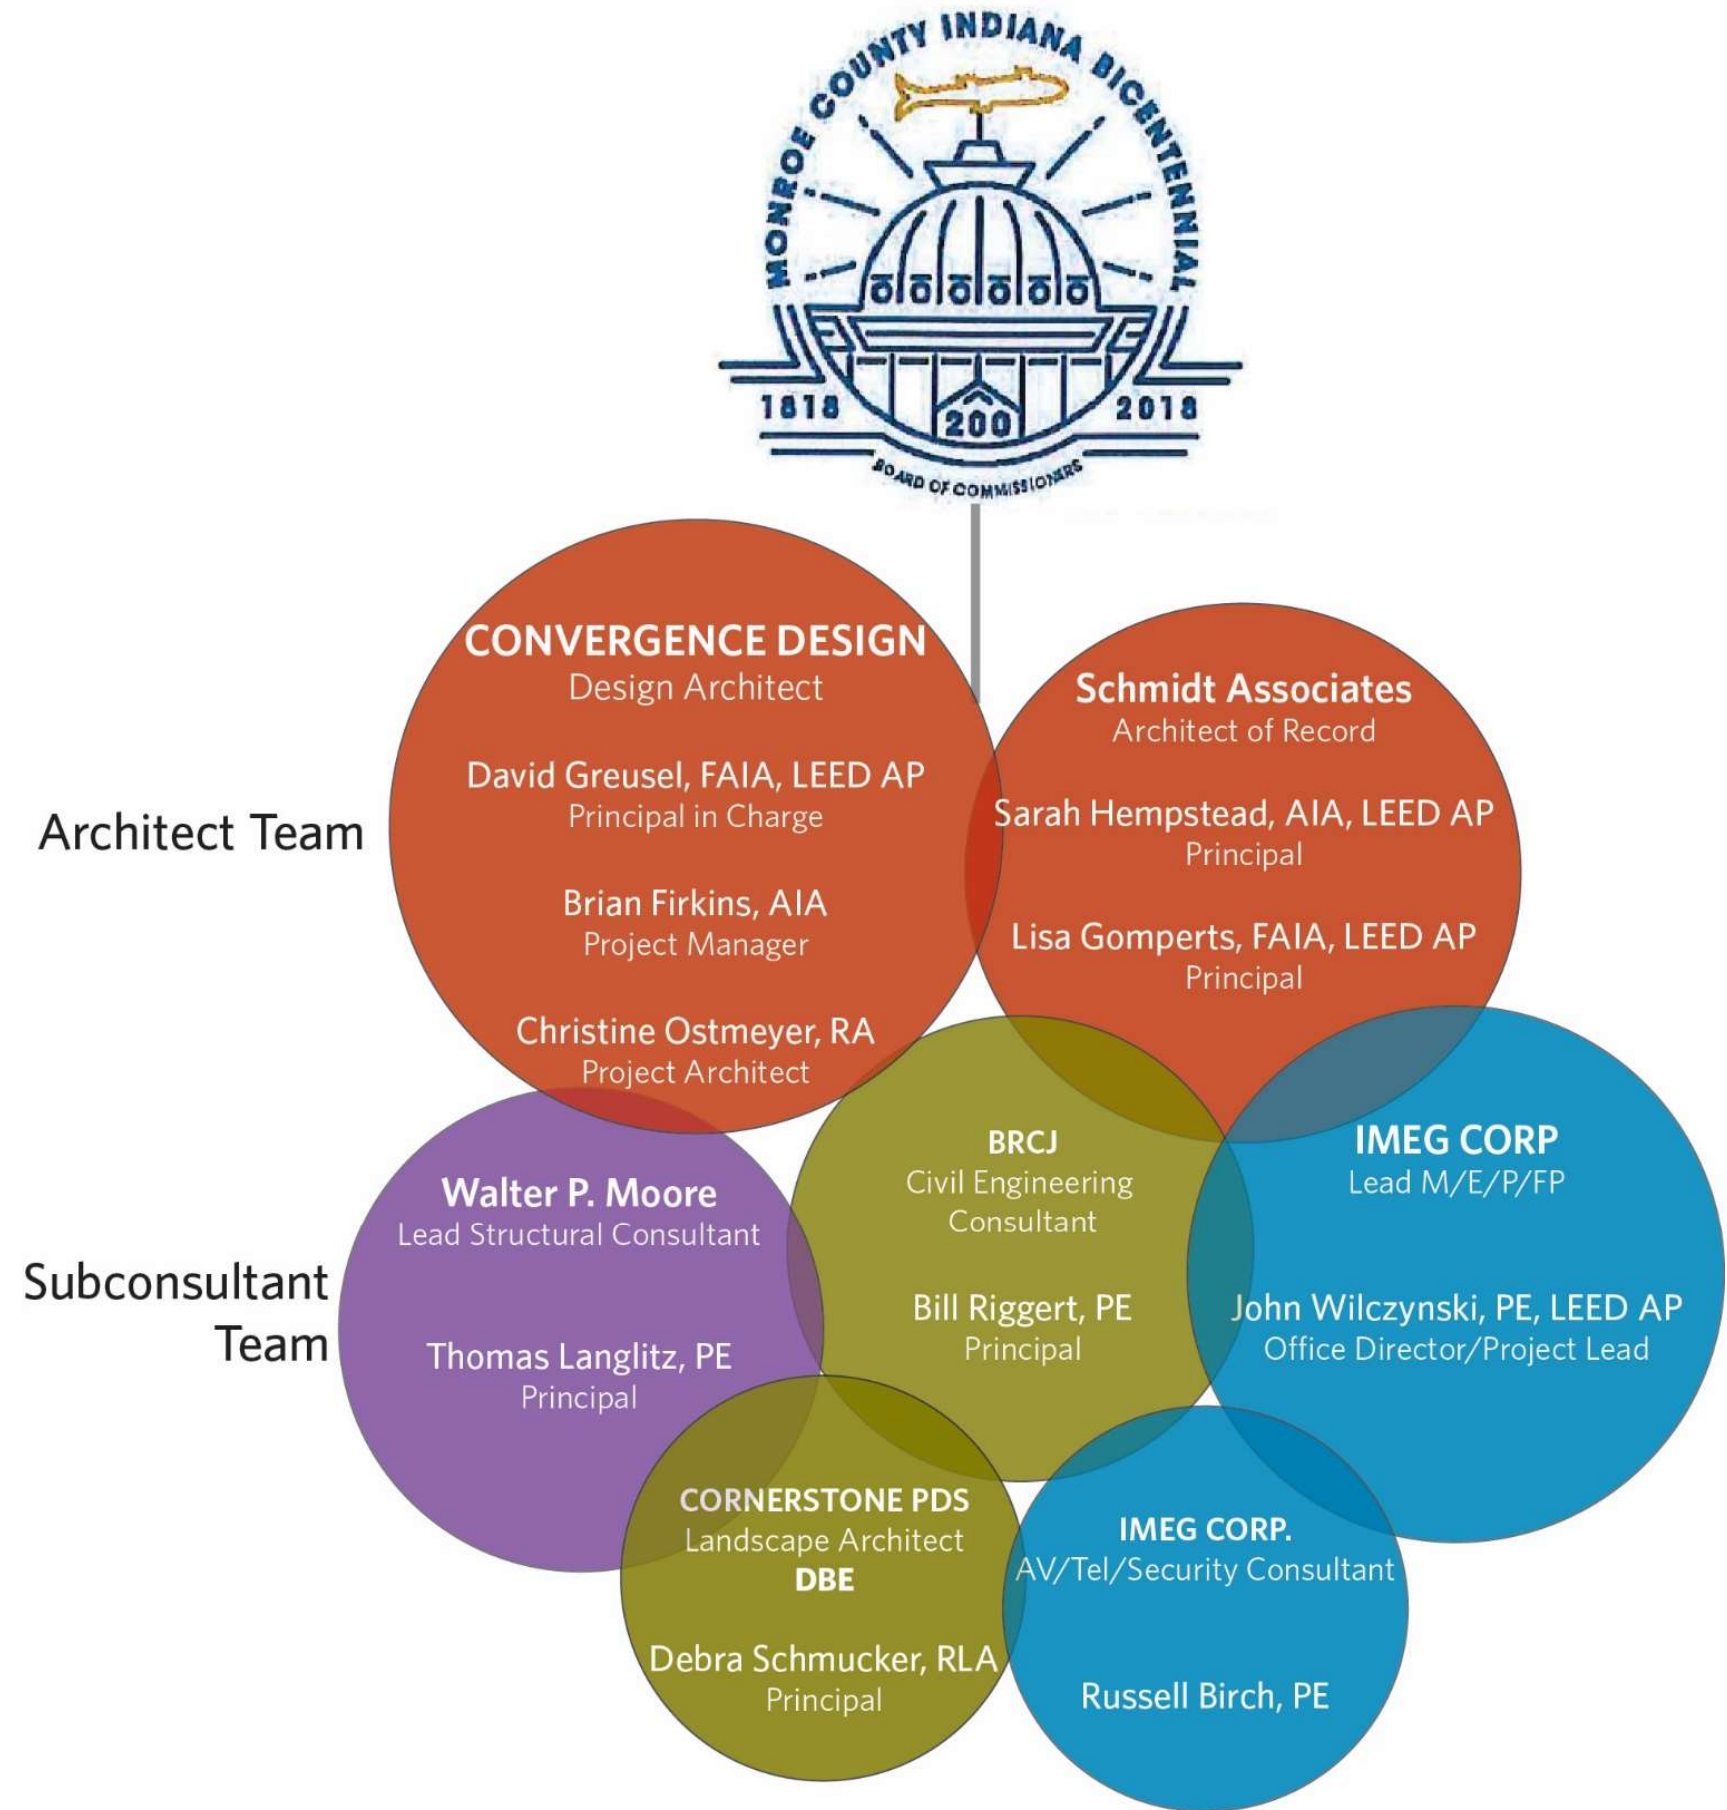 MONROE COUNTY INDIANA BICENTENNIAL
1818
200
2018
BOARD OF COMMISSIONERS
Architect Team
CONVERGENCE DESIGN
Design Architect
David Greusel, FAIA, LEED AP
Principal in Charge
Brian Firkins, AIA
Project Manager
Christine Ostmeyer, RA
Project Architect
Schmidt Associates
Architect of Record
Sarah Hempstead, AIA, LEED AP
Principal
Lisa Gomperts, FAIA, LEED AP
Principal
Subconsultant
Team
Walter P. Moore
Lead Structural Consultant
Thomas Langlitz, PE
Principal
BRCJ
Civil Engineering
Consultant
Bill Riggert, PE
Principal
IMEG CORP
Lead M/E/P/FP
John Wilczynski, PE, LEED AP
Office Director/Project Lead
CORNERSTONE PDS
Landscape Architect
DBE
Debra Schmucker, RLA
Principal
IMEG CORP.
AV/Tel/Security Consultant
Russell Birch, PE